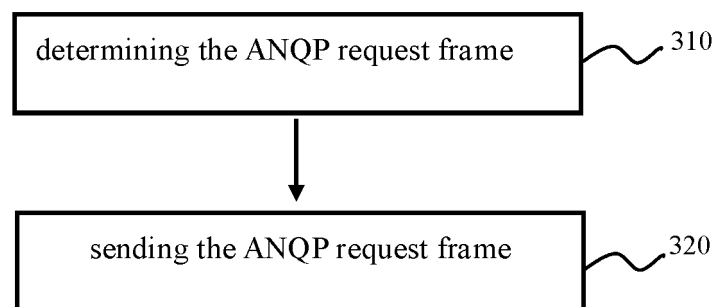 determining the ANQP request frame
310
sending the ANQP request frame
320